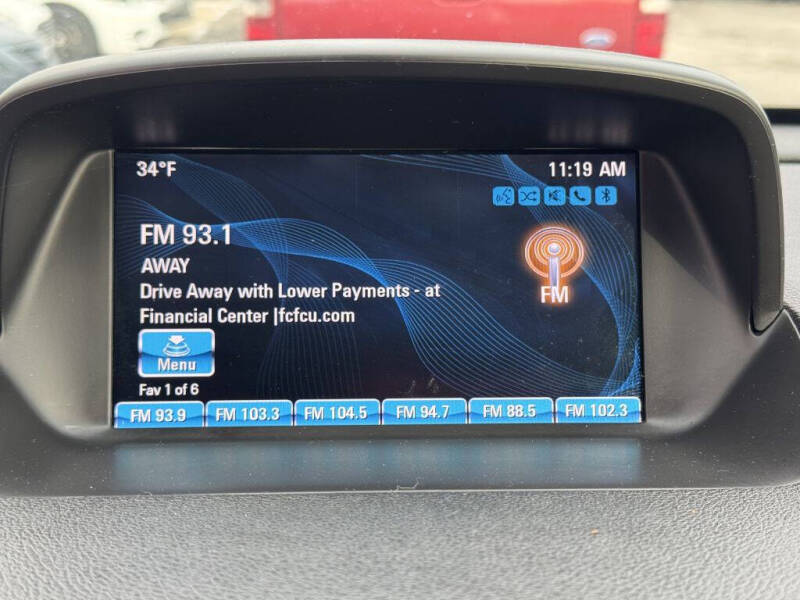 34°F
11:19 AM
FM 93.1
AWAY
Drive Away with Lower Payments - at
Financial Center |fcfcu.com
FM
Menu
Fav 1 of 6
FM 93.9 FM 103.3 FM 104.5 FM 94.7 FM 88.5 FM 102.3